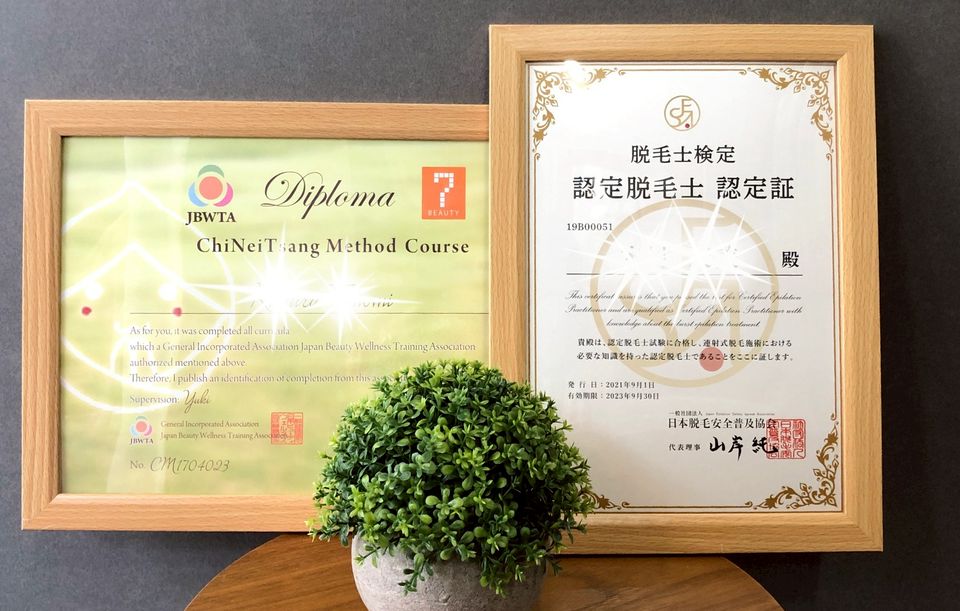 JBWTA
Diploma
7
BEAUTY
ChiNeiTsang Method Course
As for you, it was completed all curricula
which a General Incorporated Association Japan Beauty Wellness Training Association
authorized mentioned above
Therefore, I publish an identification of completion from this
Supervision: Yuki
JBWTA
General Incorporated Association
Japan Beauty Wellness Training Association
No. CM1704023
脱毛士検定
認定脱毛士 認定証
19B00051
殿
This certificate that you passed the test for Certified Epilation
Practitioner and are qualified as Certified Epilation Practitioner with
knowledge about the burst epilation treatment.
貴殿は、認定脱毛士試験に合格し、連射式脱毛施術における
必要な知識を持った認定脱毛士であることをここに証します。
発行日:2021年9月1日
有効期限:2023年9月30日
一般社団法人
日本脱毛安全普及協会
代表理事 山岸 純